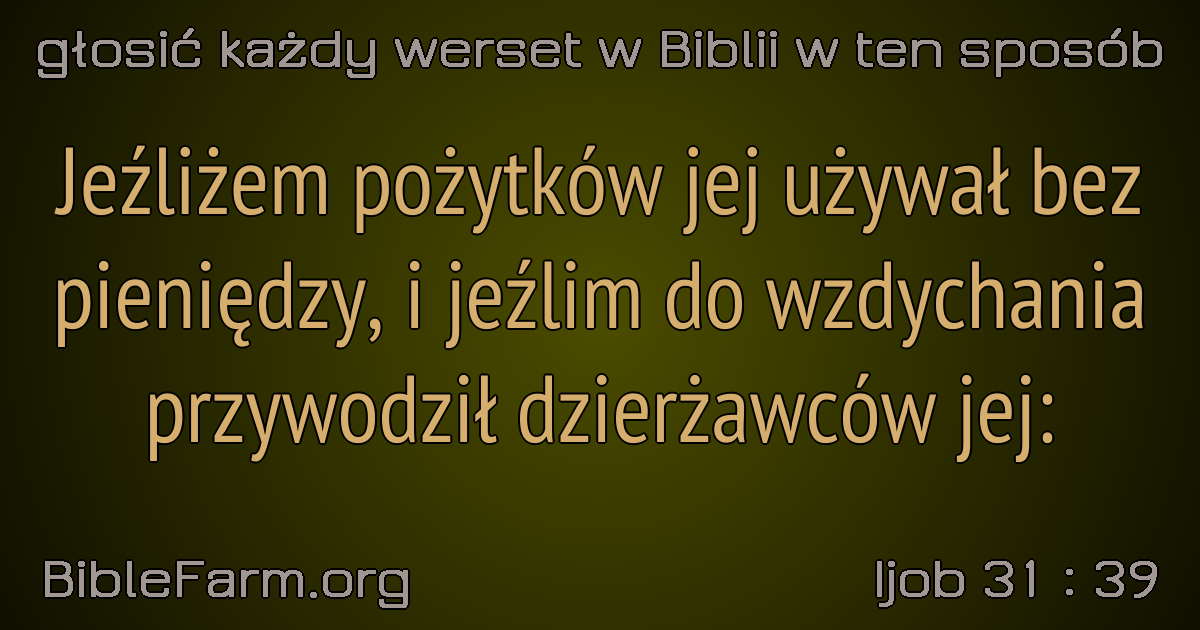 głosić każdy werset w Biblii w ten sposób
Jeźliżem pożytków jej używał bez
pieniędzy, i jeźlim do wzdychania
przywodził dzierżawców jej:
BibleFarm.org
Ijob 31 : 39